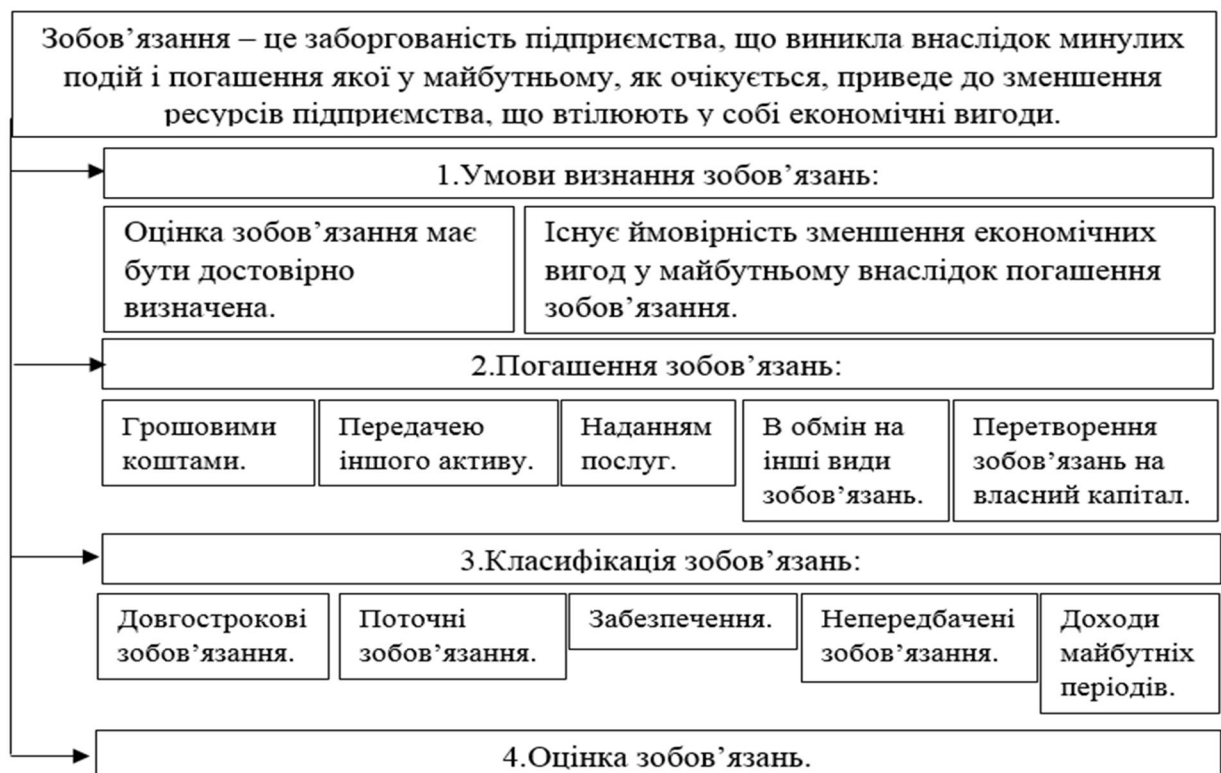 Зобов’язання – це заборгованість підприємства, що виникла внаслідок минулих
подій і погашення якої у майбутньому, як очікується, приведе до зменшення
ресурсів підприємства, що втілюють у собі економічні вигоди.
1.Умови визнання зобов’язань:
Оцінка зобов’язання має
бути достовірно
визначена.
Існує ймовірність зменшення економічних
вигод у майбутньому внаслідок погашення
зобов’язання.
2.Погашення зобов’язань:
Грошовими
коштами.
Передачею
іншого активу.
Наданням
послуг.
В обмін на
інші види
зобов’язань.
Перетворення
зобов’язань на
власний капітал.
3.Класифікація зобов’язань:
Довгострокові
зобов’язання.
Поточні
зобов’язання.
Забезпечення.
Непередбачені
зобов’язання.
Доходи
майбутніх
періодів.
4.Оцінка зобов’язань.